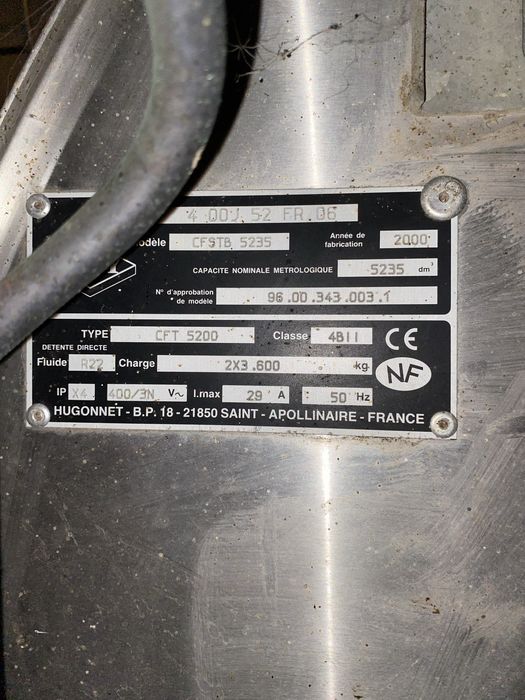 4 00J 52 FR.06
odèle CFSTB 5235 Année de fabrication 2000
CAPACITE NOMINALE METROLOGIQUE 5235 dm³
N° d'approbation de modèle 96.00.343.003.1
TYPE CFT 5200 Classe 4BII CE
DETENTE DIRECTE
Fluide R22 Charge 2X3.600 kg NF
IP X4 400/3N V~ I.max 29 A 50 Hz
HUGONNET - B.P. 18 - 21850 SAINT - APOLLINAIRE - FRANCE